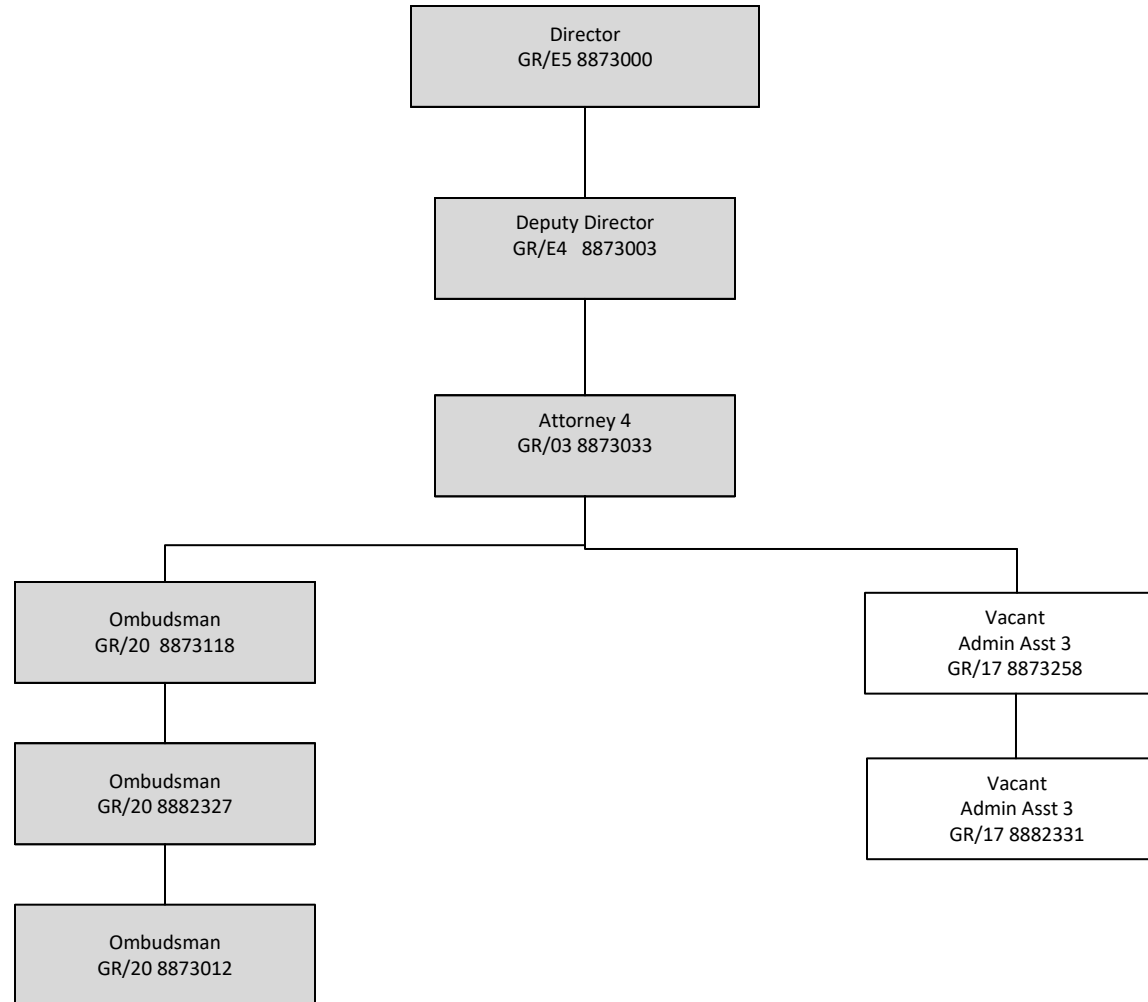 Director
GR/E5 8873000
Deputy Director
GR/E4   8873003
Attorney 4
GR/03 8873033
Ombudsman
GR/20  8873118
Vacant
Admin Asst 3
GR/17 8873258
Ombudsman
GR/20 8882327
Vacant
Admin Asst 3
GR/17 8882331
Ombudsman
GR/20 8873012